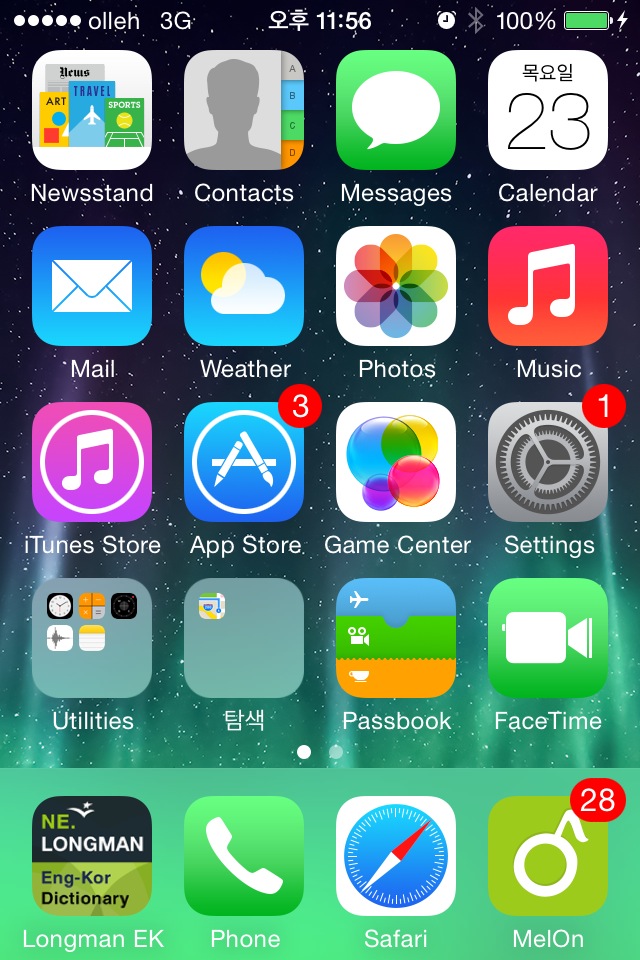 olleh 3G 오후 11:56 100%
News
ART TRAVEL SPORTS
A
B
C
D
목요일
23
Newsstand Contacts Messages Calendar
Mail Weather Photos Music
3
1
iTunes Store App Store Game Center Settings
Utilities 탐색 Passbook FaceTime
28
NE.
LONGMAN
Eng-Kor
Dictionary
Longman EK Phone Safari MelOn